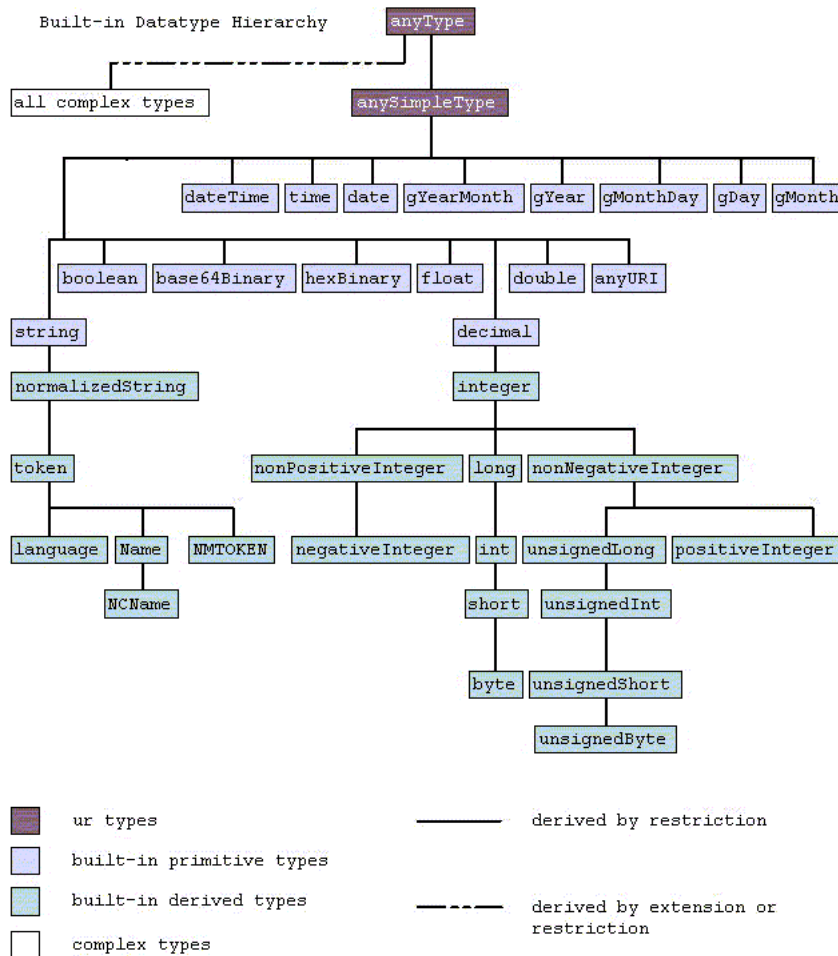 Built-in Datatype Hierarchy
anyType
all complex types
anySimpleType
dateTime
time
date
gYearMonth
gYear
gMonthDay
gDay
gMonth
boolean
base64Binary
hexBinary
float
double
anyURI
string
decimal
normalizedString
integer
token
nonPositiveInteger
long
nonNegativeInteger
language
Name
NMTOKEN
negativeInteger
int
unsignedLong
positiveInteger
NCName
short
unsignedInt
byte
unsignedShort
unsignedByte
ur types
derived by restriction
built-in primitive types
built-in derived types
derived by extension or
restriction
complex types